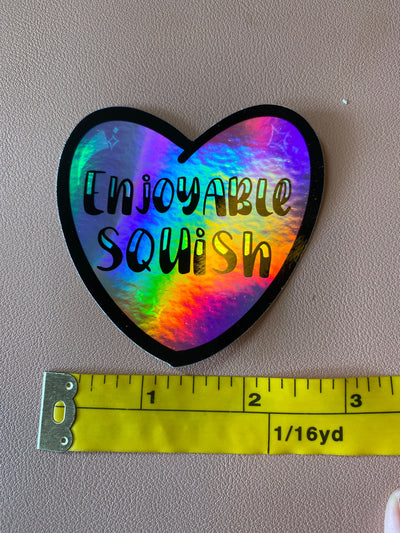 ENJOYABLE
SQUiSH
1 2 3
1/16yd